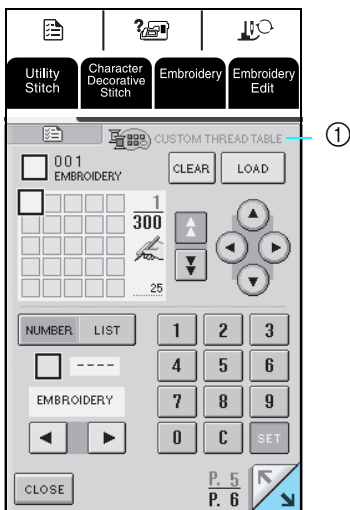 ?
Utility Stitch
Character Decorative Stitch
Embroidery
Embroidery Edit
CUSTOM THREAD TABLE
①
001
EMBROIDERY
CLEAR
LOAD
1
300
25
NUMBER
LIST
1 2 3
----
4 5 6
EMBROIDERY
7 8 9
0 C SET
CLOSE
P. 5
P. 6